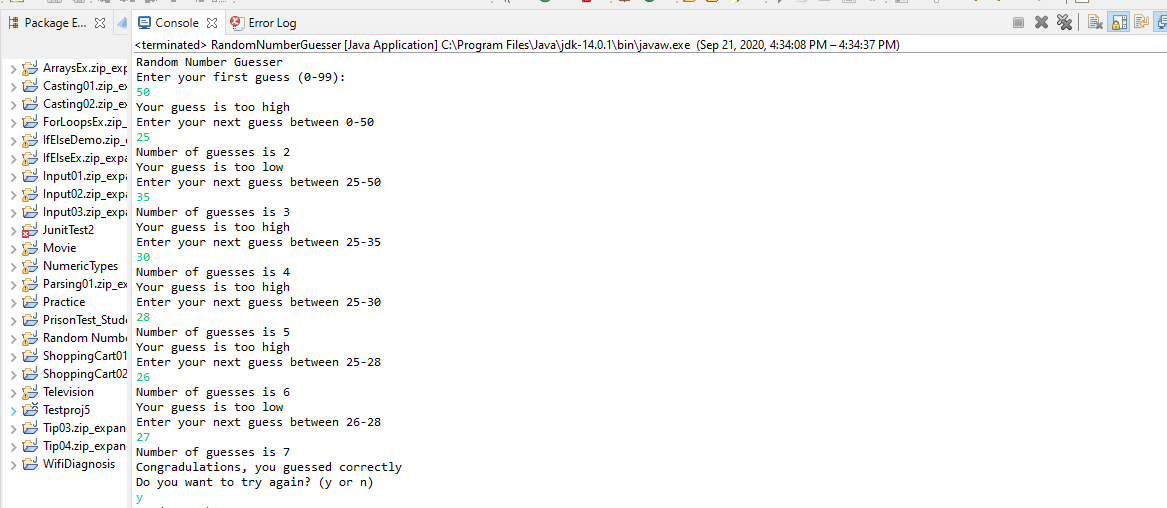 Package E...
Console
Error Log
<terminated> RandomNumberGuesser [Java Application] C:\Program Files\Java\jdk-14.0.1\bin\javaw.exe (Sep 21, 2020, 4:34:08 PM – 4:34:37 PM)
ArraysEx.zip_exp
Casting01.zip_ex
Casting02.zip_ex
ForLoopsEx.zip_
IfElseDemo.zip_
IfElseEx.zip_expa
Input01.zip_expa
Input02.zip_expa
Input03.zip_expa
JunitTest2
Movie
NumericTypes
Parsing01.zip_ex
Practice
PrisonTest_Stude
Random Numbe
ShoppingCart01
ShoppingCart02
Television
Testproj5
Tip03.zip_expan
Tip04.zip_expan
WifiDiagnosis
Random Number Guesser
Enter your first guess (0-99):
50
Your guess is too high
Enter your next guess between 0-50
25
Number of guesses is 2
Your guess is too low
Enter your next guess between 25-50
35
Number of guesses is 3
Your guess is too high
Enter your next guess between 25-35
30
Number of guesses is 4
Your guess is too high
Enter your next guess between 25-30
28
Number of guesses is 5
Your guess is too high
Enter your next guess between 25-28
26
Number of guesses is 6
Your guess is too low
Enter your next guess between 26-28
27
Number of guesses is 7
Congradulations, you guessed correctly
Do you want to try again? (y or n)
y